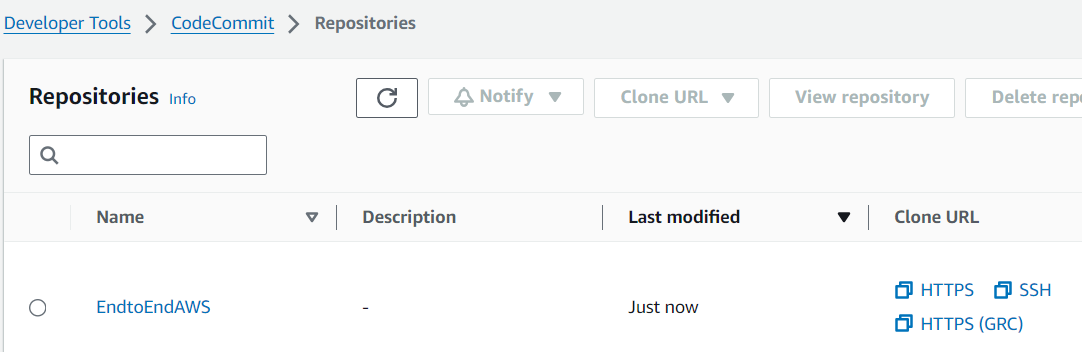 Developer Tools > CodeCommit > Repositories
Repositories Info Notify Clone URL View repository Delete repo
Name Description Last modified Clone URL
EndtoEndAWS - Just now HTTPS SSH
HTTPS (GRC)